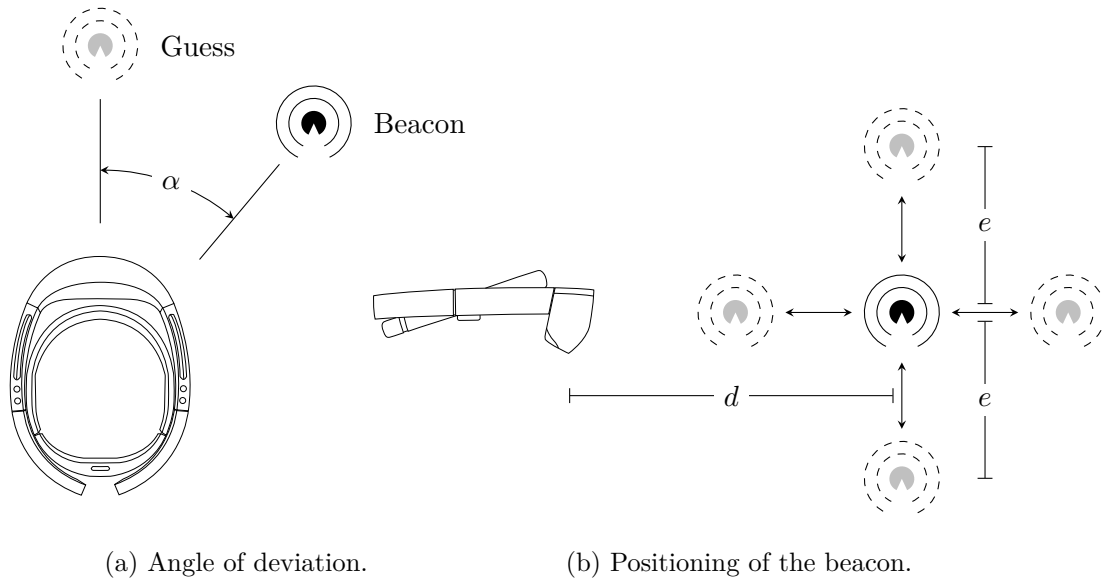 Guess
Beacon
α
e
d
e
(a) Angle of deviation.
(b) Positioning of the beacon.